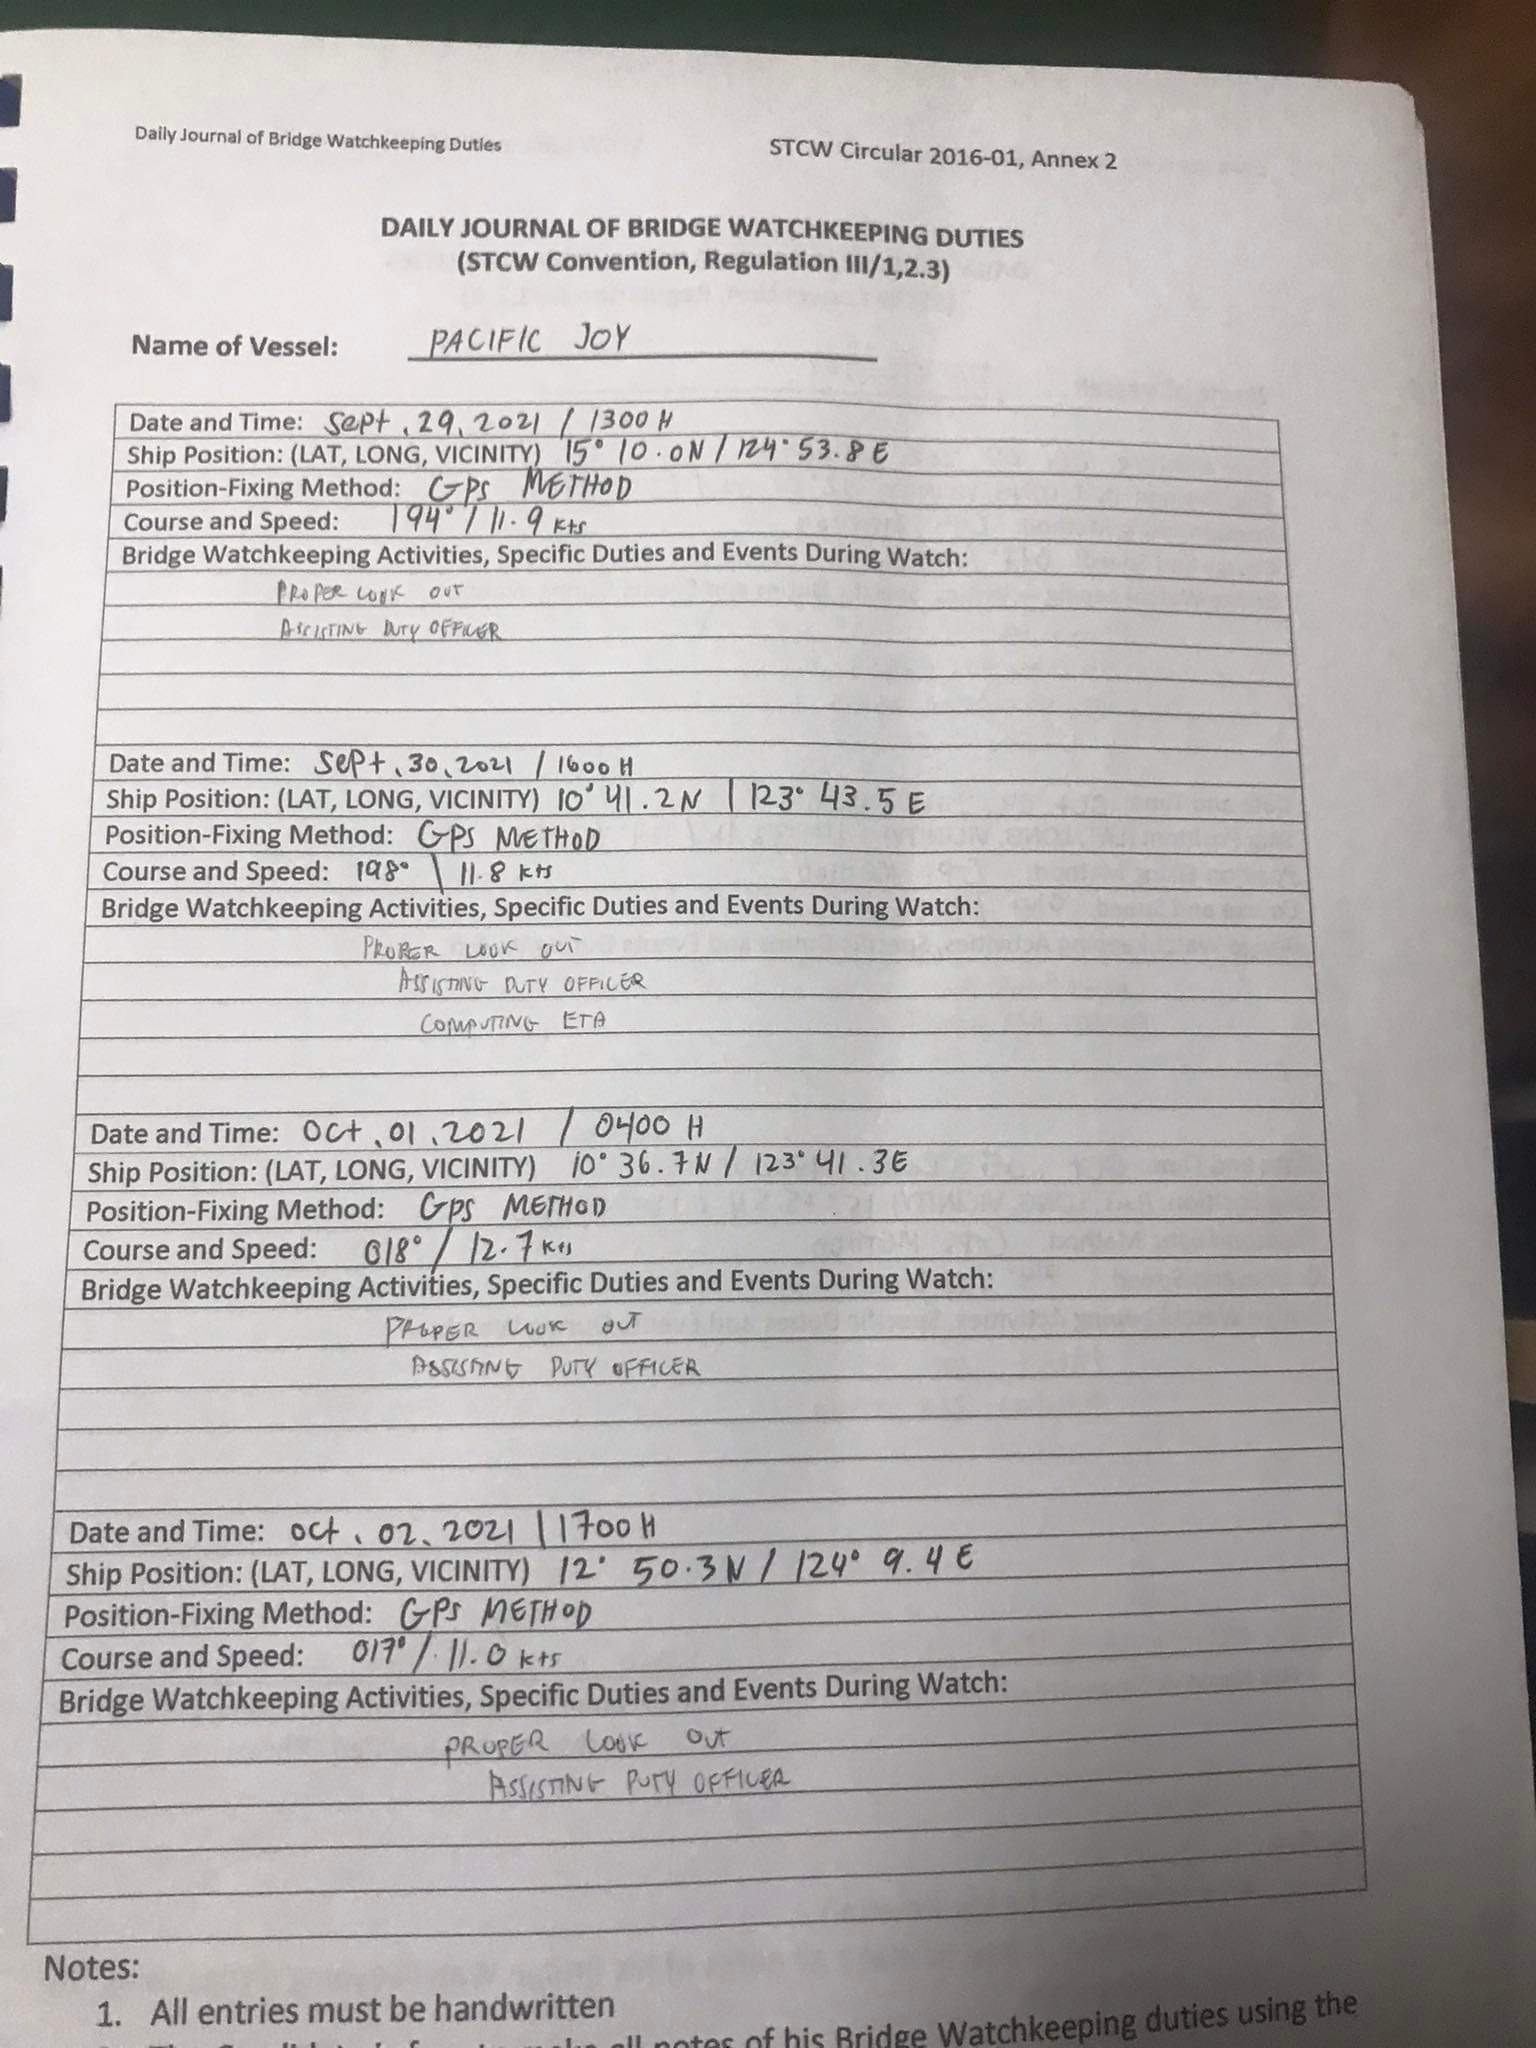 Daily Journal of Bridge Watchkeeping Duties
STCW Circular 2016-01, Annex 2
DAILY JOURNAL OF BRIDGE WATCHKEEPING DUTIES
(STCW Convention, Regulation III/1,2.3)
Name of Vessel: PACIFIC JOY
Date and Time: Sept. 29, 2021 / 1300 H
Ship Position: (LAT, LONG, VICINITY) 15° 10.0N / 124° 53.8 E
Position-Fixing Method: GPS METHOD
Course and Speed: 194° / 11.9 kts
Bridge Watchkeeping Activities, Specific Duties and Events During Watch:
PROPER LOOK OUT
ASSISTING DUTY OFFICER
Date and Time: Sept. 30, 2021 / 1600 H
Ship Position: (LAT, LONG, VICINITY) 10° 41.2N | 123° 43.5 E
Position-Fixing Method: GPS METHOD
Course and Speed: 198° \ 11.8 kts
Bridge Watchkeeping Activities, Specific Duties and Events During Watch:
PROPER LOOK OUT
ASSISTING DUTY OFFICER
COMPUTING ETA
Date and Time: Oct. 01, 2021 / 0400 H
Ship Position: (LAT, LONG, VICINITY) 10° 36.7N / 123° 41.3E
Position-Fixing Method: GPS METHOD
Course and Speed: 018° / 12.7 kts
Bridge Watchkeeping Activities, Specific Duties and Events During Watch:
PROPER LOOK OUT
ASSISTING DUTY OFFICER
Date and Time: Oct. 02, 2021 | 1700 H
Ship Position: (LAT, LONG, VICINITY) 12° 50.3N / 124° 9.4 E
Position-Fixing Method: GPS METHOD
Course and Speed: 017° / 11.0 kts
Bridge Watchkeeping Activities, Specific Duties and Events During Watch:
PROPER LOOK OUT
ASSISTING DUTY OFFICER
Notes:
1. All entries must be handwritten
all notes of his Bridge Watchkeeping duties using the